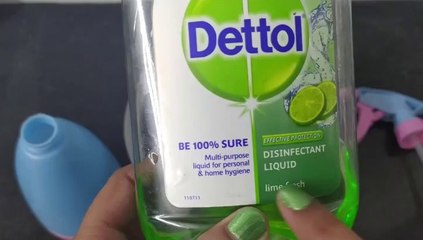 Dettol
BE 100% SURE
Multi-purpose
liquid for personal
& home hygiene
EFFECTIVE PROTECTION
DISINFECTANT
LIQUID
lime fresh